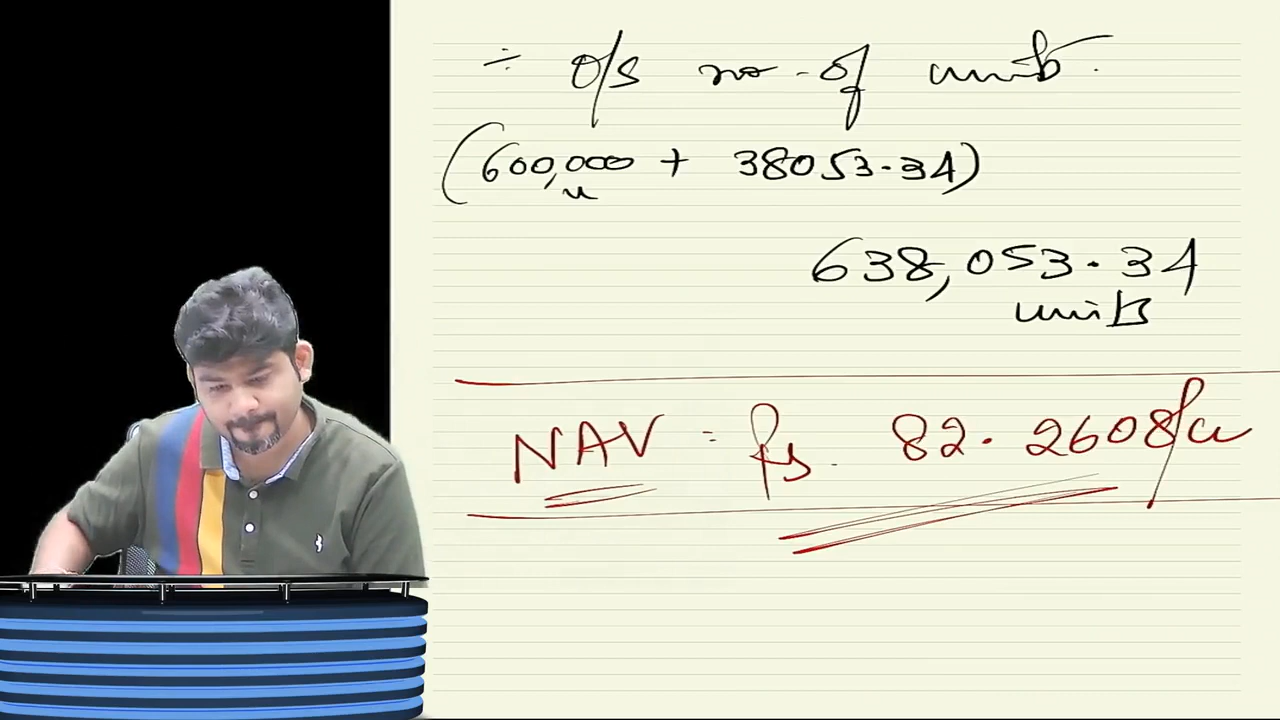 ÷ o/s no. of units.
(600,000 + 38053.34)
u
638,053.34
units
NAV = Rs. 82.2608/u